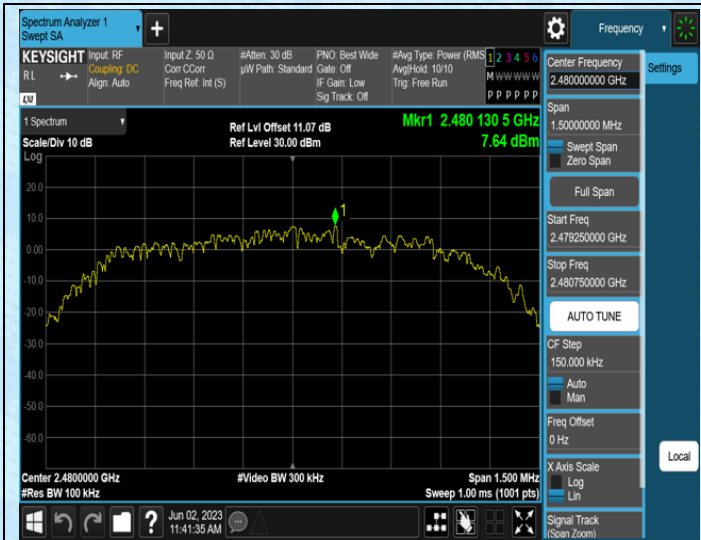 Spectrum Analyzer 1
Swept SA
+
Frequency
KEYSIGHT
RL
LXI
Input: RF
Coupling: DC
Align: Auto
Input Z: 50 Ω
Corr CCorr
Freq Ref: Int (S)
#Atten: 30 dB
µW Path: Standard
PNO: Best Wide
Gate: Off
IF Gain: Low
Sig Track: Off
#Avg Type: Power (RMS
Avg|Hold: 10/10
Trig: Free Run
1 2 3 4 5 6
M W W W W W
P P P P P P
1 Spectrum
Scale/Div 10 dB
Log
Ref Lvl Offset 11.07 dB
Ref Level 30.00 dBm
Mkr1 2.480 130 5 GHz
7.64 dBm
20.0
10.0
0.00
-10.0
-20.0
-30.0
-40.0
-50.0
-60.0
1
Center 2.4800000 GHz
#Res BW 100 kHz
#Video BW 300 kHz
Span 1.500 MHz
Sweep 1.00 ms (1001 pts)
?
Jun 02, 2023
11:41:35 AM
Center Frequency
2.480000000 GHz
Settings
Span
1.50000000 MHz
Swept Span
Zero Span
Full Span
Start Freq
2.479250000 GHz
Stop Freq
2.480750000 GHz
AUTO TUNE
CF Step
150.000 kHz
Auto
Man
Freq Offset
0 Hz
X Axis Scale
Log
Lin
Signal Track
(Span Zoom)
Local